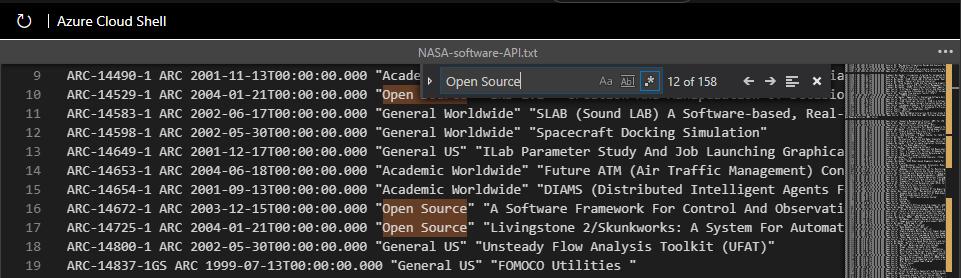 Azure Cloud Shell
NASA-software-API.txt
Open Source Aa Abl .* 12 of 158
9 ARC-14490-1 ARC 2001-11-13T00:00:00.000 "Acade
10 ARC-14529-1 ARC 2004-01-21T00:00:00.000 "Open
11 ARC-14583-1 ARC 2002-06-17T00:00:00.000 "General Worldwide" "SLAB (Sound LAB) A Software-based, Real-
12 ARC-14598-1 ARC 2002-05-30T00:00:00.000 "General Worldwide" "Spacecraft Docking Simulation"
13 ARC-14649-1 ARC 2001-12-17T00:00:00.000 "General US" "ILab Parameter Study And Job Launching Graphica
14 ARC-14653-1 ARC 2004-06-18T00:00:00.000 "Academic Worldwide" "Future ATM (Air Traffic Management) Con
15 ARC-14654-1 ARC 2001-09-13T00:00:00.000 "Academic Worldwide" "DIAMS (Distributed Intelligent Agents F
16 ARC-14672-1 ARC 2003-12-15T00:00:00.000 "Open Source" "A Software Framework For Control And Observati
17 ARC-14725-1 ARC 2004-01-21T00:00:00.000 "Open Source" "Livingstone 2/Skunkworks: A System For Automat
18 ARC-14800-1 ARC 2002-05-30T00:00:00.000 "General US" "Unsteady Flow Analysis Toolkit (UFAT)"
19 ARC-14837-1GS ARC 1999-07-13T00:00:00.000 "General US" "FOMOCO Utilities "